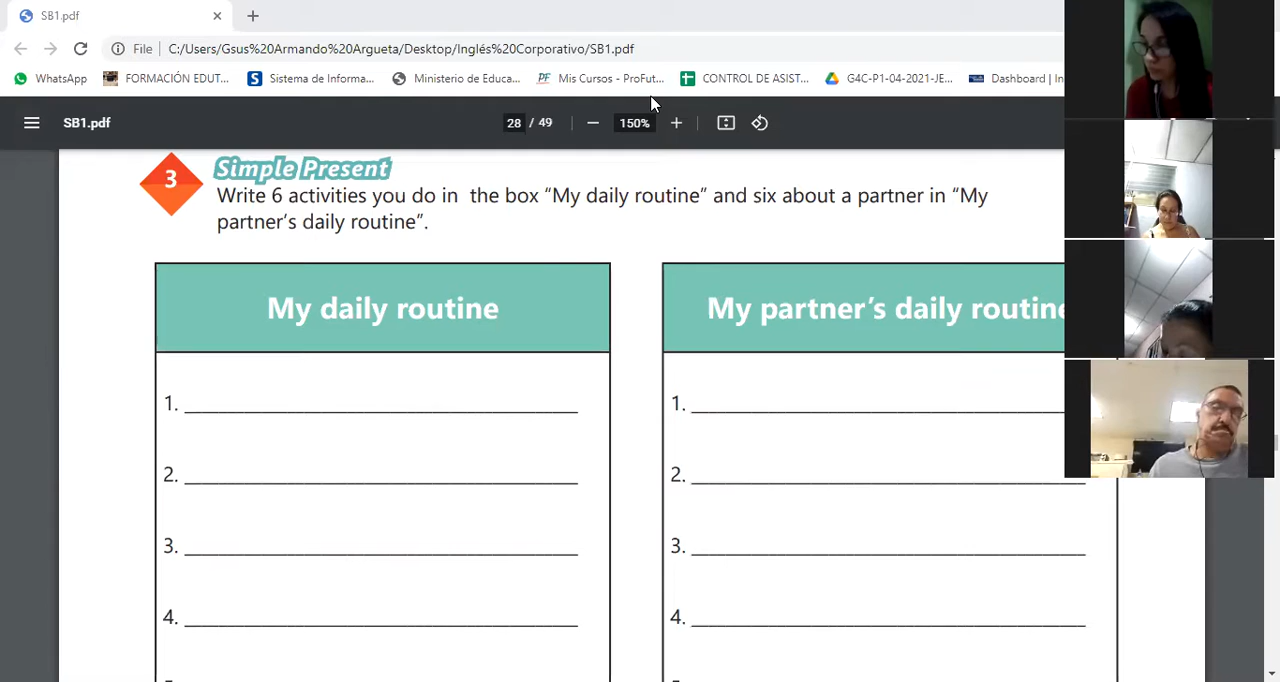 SB1.pdf
File C:/Users/Gsus%20Armando%20Argueta/Desktop/Inglés%20Corporativo/SB1.pdf
WhatsApp FORMACIÓN EDUT... Sistema de Informa... Ministerio de Educa... PF Mis Cursos - ProFut... CONTROL DE ASIST... G4C-P1-04-2021-JE... Dashboard | In
SB1.pdf 28 / 49 150%
3 Simple Present
Write 6 activities you do in the box “My daily routine” and six about a partner in “My
partner’s daily routine”.
My daily routine My partner’s daily routine
1. 1.
2. 2.
3. 3.
4. 4.